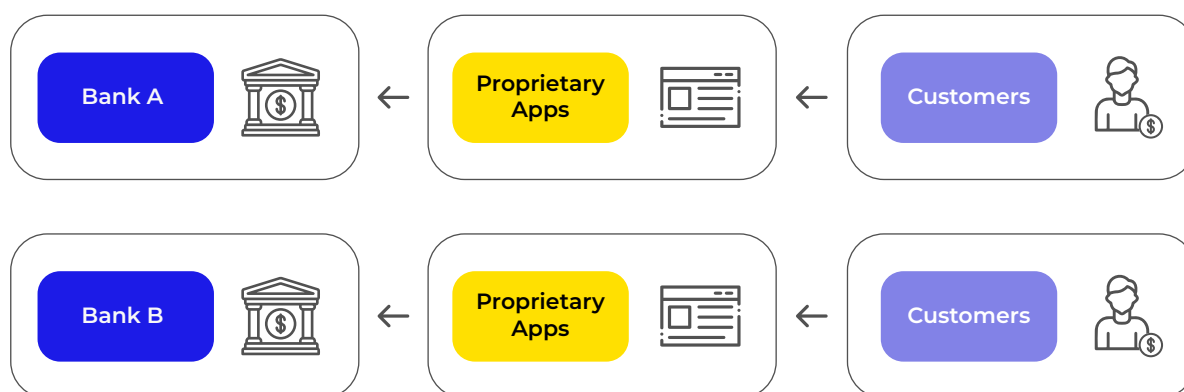 Bank A
Proprietary
Apps
Customers
$
$
Bank B
Proprietary
Apps
Customers
$
$